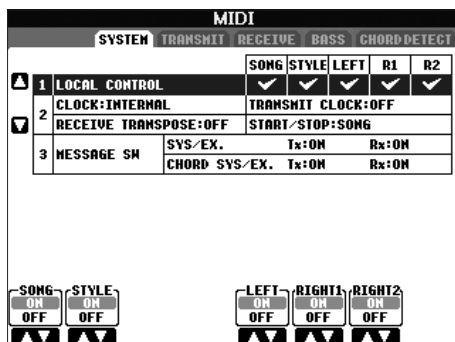 MIDI
SYSTEM TRANSMIT RECEIVE BASS CHORD DETECT
SONG STYLE LEFT R1 R2
1 LOCAL CONTROL
2 CLOCK:INTERNAL TRANSMIT CLOCK:OFF
RECEIVE TRANSPOSE:OFF START/STOP:SONG
3 MESSAGE SW SYS/EX. Tx:ON Rx:ON
CHORD SYS/EX. Tx:ON Rx:ON
SONG STYLE LEFT RIGHT1 RIGHT2
ON ON ON ON ON
OFF OFF OFF OFF OFF